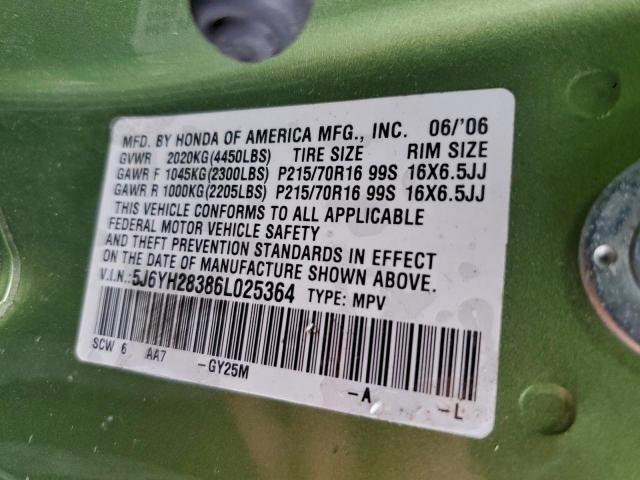 MFD. BY HONDA OF AMERICA MFG., INC. 06/'06
GVWR 2020KG(4450LBS) TIRE SIZE RIM SIZE
GAWR F 1045KG(2300LBS) P215/70R16 99S 16X6.5JJ
GAWR R 1000KG(2205LBS) P215/70R16 99S 16X6.5JJ
THIS VEHICLE CONFORMS TO ALL APPLICABLE
FEDERAL MOTOR VEHICLE SAFETY
AND THEFT PREVENTION STANDARDS IN EFFECT
ON THE DATE OF MANUFACTURE SHOWN ABOVE.
V.I.N.:5J6YH28386L025364 TYPE: MPV
SCW 6 AA7 -GY25M -A -L